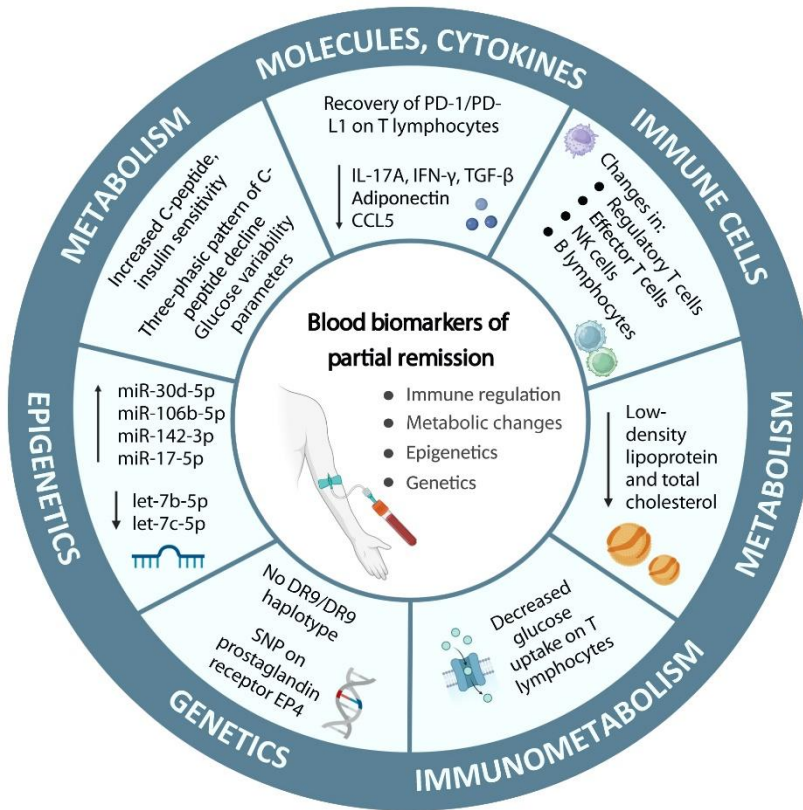 MOLECULES, CYTOKINES
Recovery of PD-1/PD-
L1 on T lymphocytes
IL-17A, IFN-γ, TGF-β
Adiponectin
CCL5
IMMUNE CELLS
Changes in:
Regulatory T cells
Effector T cells
NK cells
B lymphocytes
METABOLISM
Low-
density
lipoprotein
and total
cholesterol
IMMUNOMETABOLISM
Decreased
glucose
uptake on T
lymphocytes
GENETICS
No DR9/DR9
haplotype
SNP on
prostaglandin
receptor EP4
EPIGENETICS
miR-30d-5p
miR-106b-5p
miR-142-3p
miR-17-5p
let-7b-5p
let-7c-5p
METABOLISM
Increased C-peptide,
insulin sensitivity
Three-phasic pattern of C-
peptide decline
Glucose variability
parameters
Blood biomarkers of
partial remission
● Immune regulation
● Metabolic changes
● Epigenetics
● Genetics